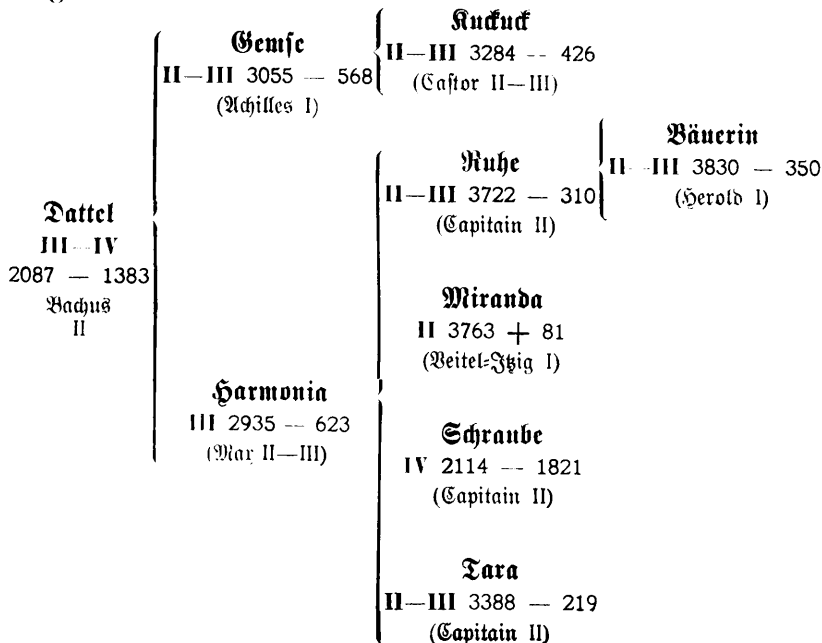 Dattel
III—IV
2087 — 1383
Bachus
II
Gemse
II—III 3055 — 568
(Achilles I)
Kuckuck
II—III 3284 — 426
(Castor II—III)
Harmonia
III 2935 — 623
(Max II—III)
Ruhe
II—III 3722 — 310
(Capitain II)
Bäuerin
II—III 3830 — 350
(Herold I)
Miranda
II 3763 + 81
(Veitel-Itzig I)
Schraube
IV 2114 — 1821
(Capitain II)
Tara
II—III 3388 — 219
(Capitain II)